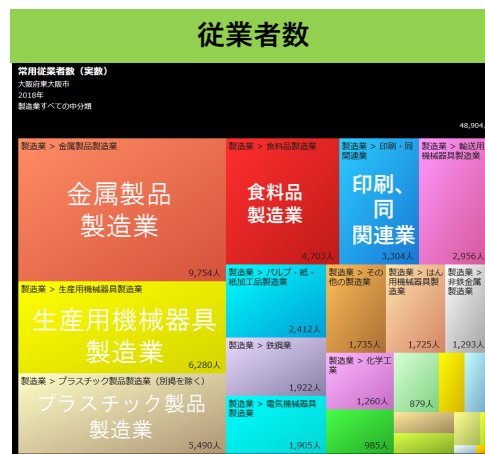 従業者数
常用従業者数（実数）
大阪府東大阪市
2018年
製造業すべての中分類
48,904
製造業 > 金属製品製造業
金属製品
製造業
9,754人
製造業 > 生産用機械器具製造業
生産用機械器具
製造業
6,280人
製造業 > プラスチック製品製造業（別掲を除く）
プラスチック製品
製造業
5,490人
製造業 > 食料品製造業
食料品
製造業
4,703人
製造業 > 印刷・同
関連業
印刷、
同
関連業
3,304人
製造業 > 輸送用
機械器具製造業
2,956人
製造業 > パルプ・紙・
紙加工品製造業
2,412人
製造業 > 鉄鋼業
1,922人
製造業 > 電気機械器具
製造業
1,905人
製造業 > その
他の製造業
1,735人
製造業 > はん
用機械器具製
造業
1,725人
製造業 >
非鉄金属
製造業
1,293人
製造業 > 化学工
業
1,260人
879人
985人